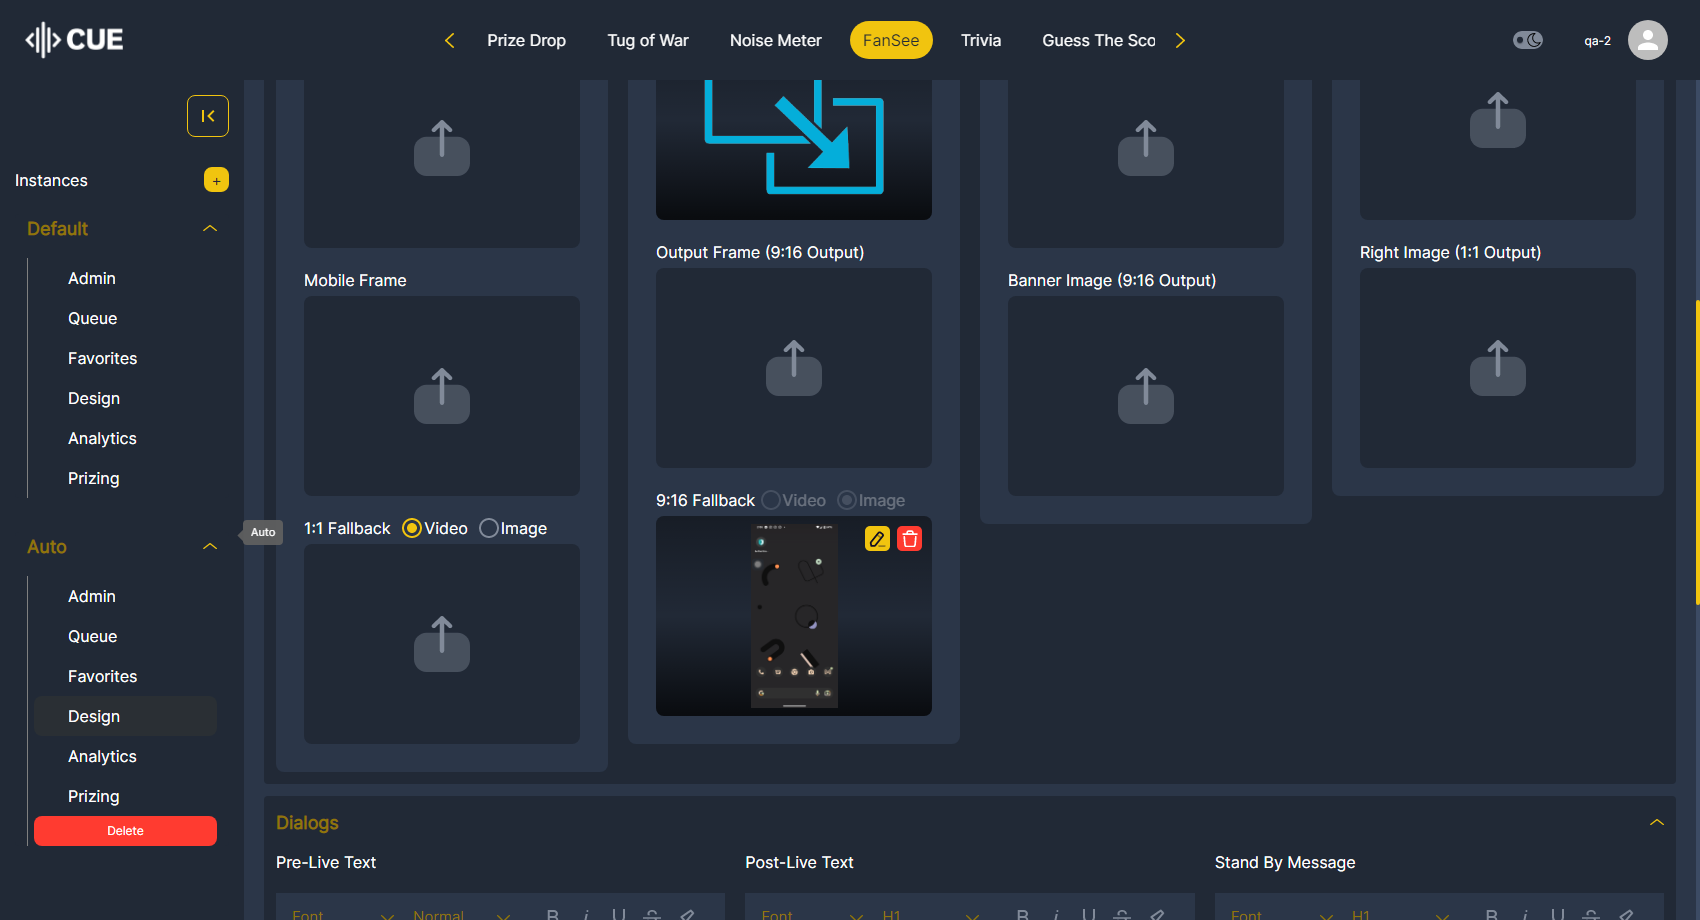 CUE
Prize Drop
Tug of War
Noise Meter
FanSee
Trivia
Guess The Sco
qa-2
Instances
+
Default
Admin
Queue
Favorites
Design
Analytics
Prizing
Auto
Admin
Queue
Favorites
Design
Analytics
Prizing
Delete
Auto
Mobile Frame
1:1 Fallback Video Image
Output Frame (9:16 Output)
9:16 Fallback Video Image
Banner Image (9:16 Output)
Right Image (1:1 Output)
Dialogs
Pre-Live Text
Post-Live Text
Stand By Message
Font Normal B i U S
Font H1 B i U S
Font H1 B i U S